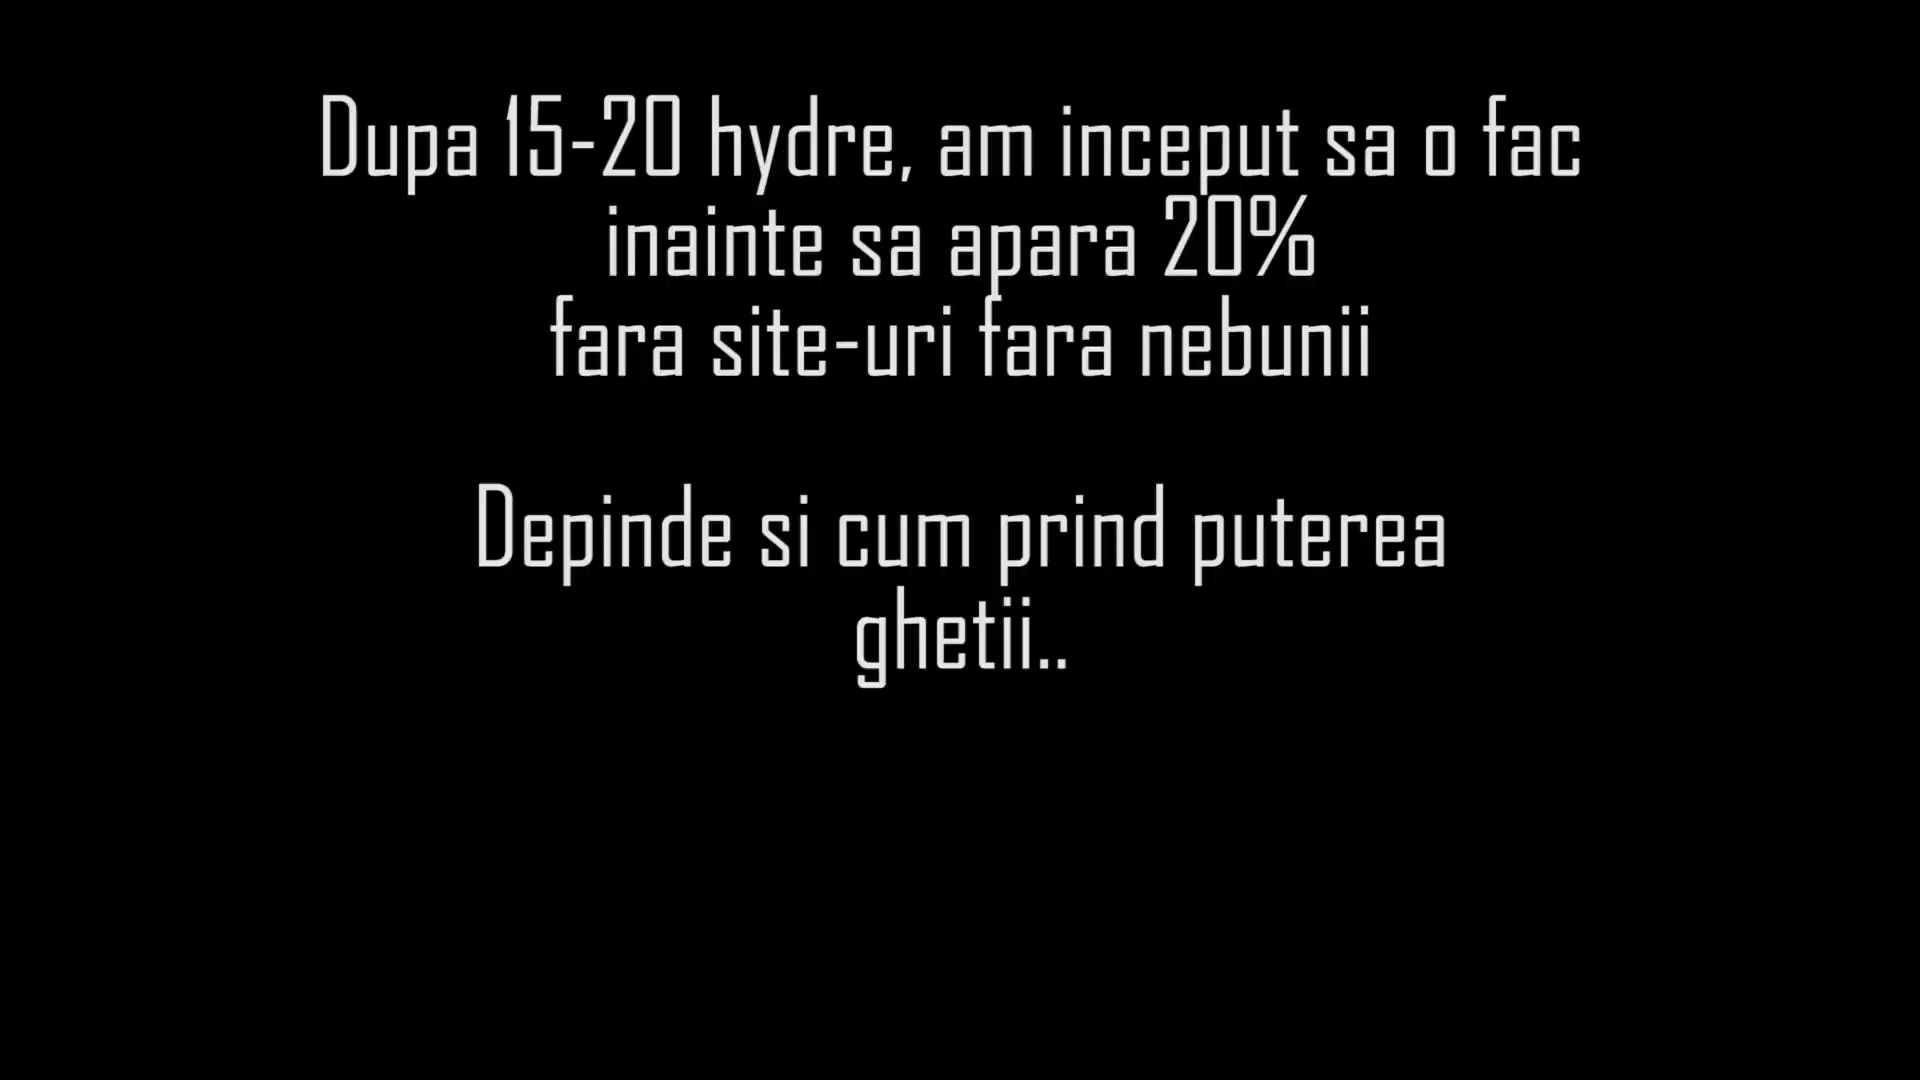 Dupa 15-20 hydre, am inceput sa o fac
inainte sa apara 20%
fara site-uri fara nebunii
Depinde si cum prind puterea
ghetii..